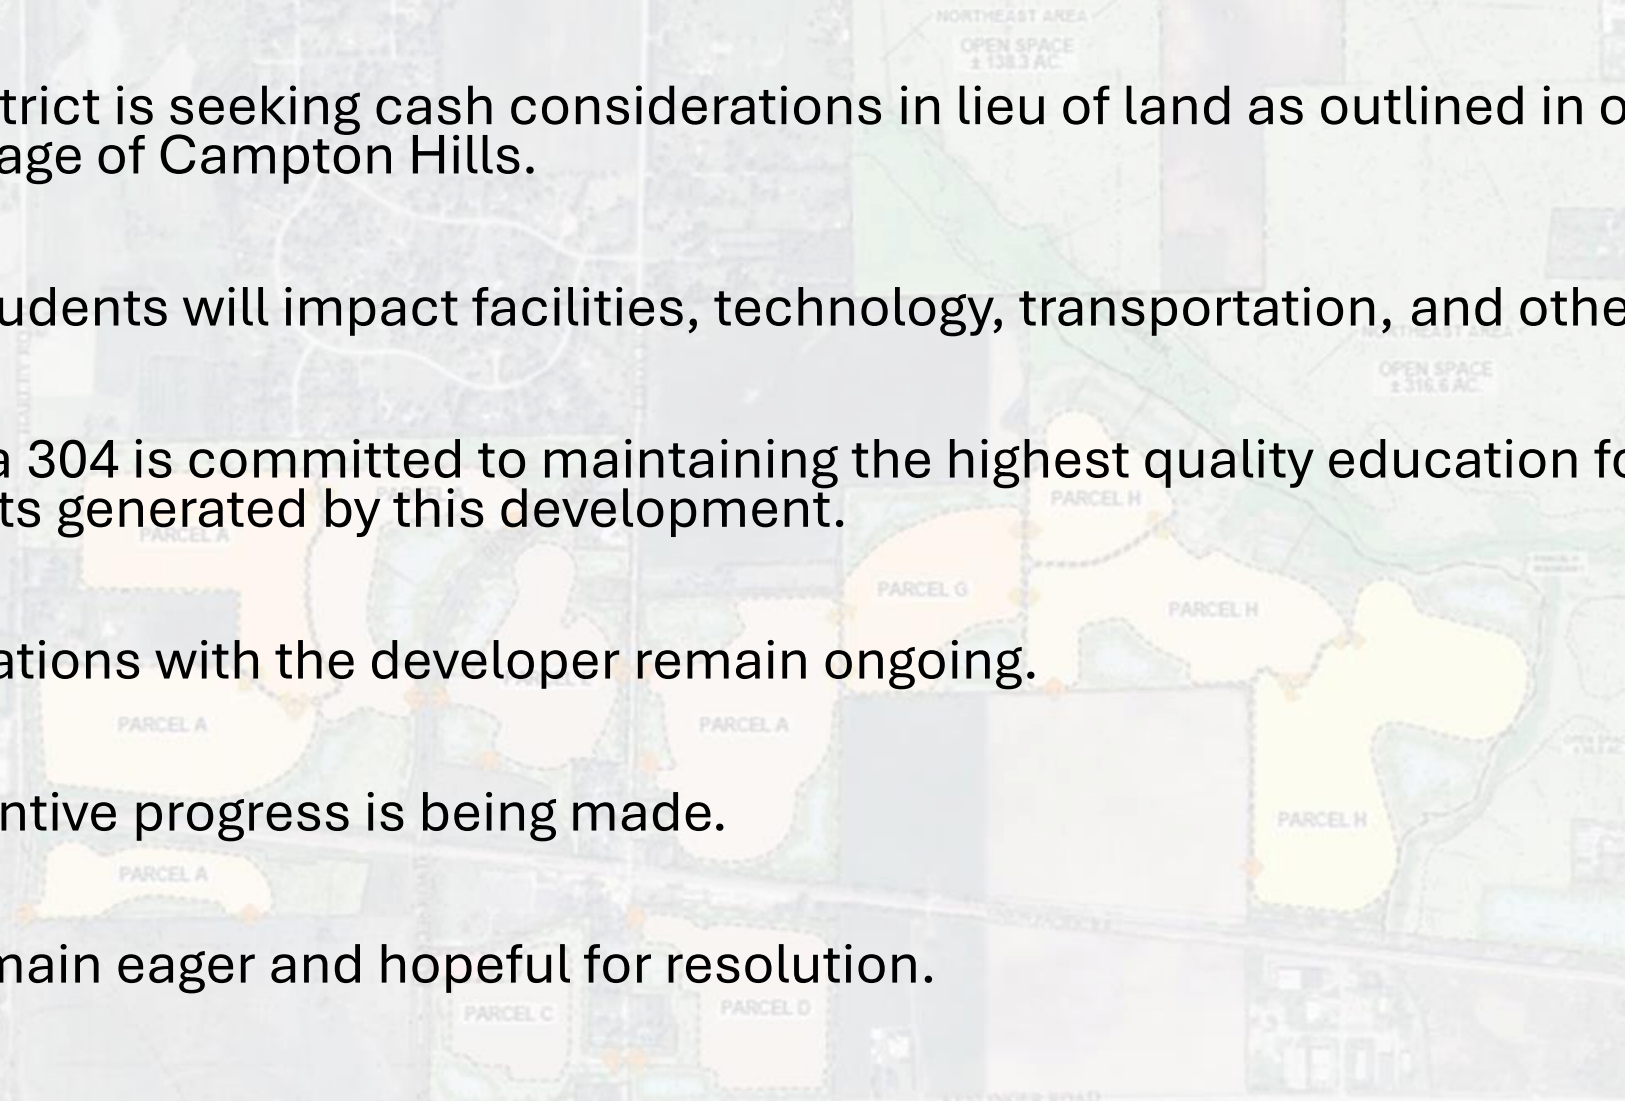 NORTHEAST AREA
OPEN SPACE
± 138.3 AC.
trict is seeking cash considerations in lieu of land as outlined in o
age of Campton Hills.
udents will impact facilities, technology, transportation, and othe
NORTHEAST AREA
OPEN SPACE
± 316.6 AC.
a 304 is committed to maintaining the highest quality education fo
PARCEL H
ts generated by this development.
PARCEL A
PARCEL G
PARCEL H
ations with the developer remain ongoing.
PARCEL A
PARCEL A
ntive progress is being made.
PARCEL H
PARCEL A
main eager and hopeful for resolution.
PARCEL C
PARCEL D